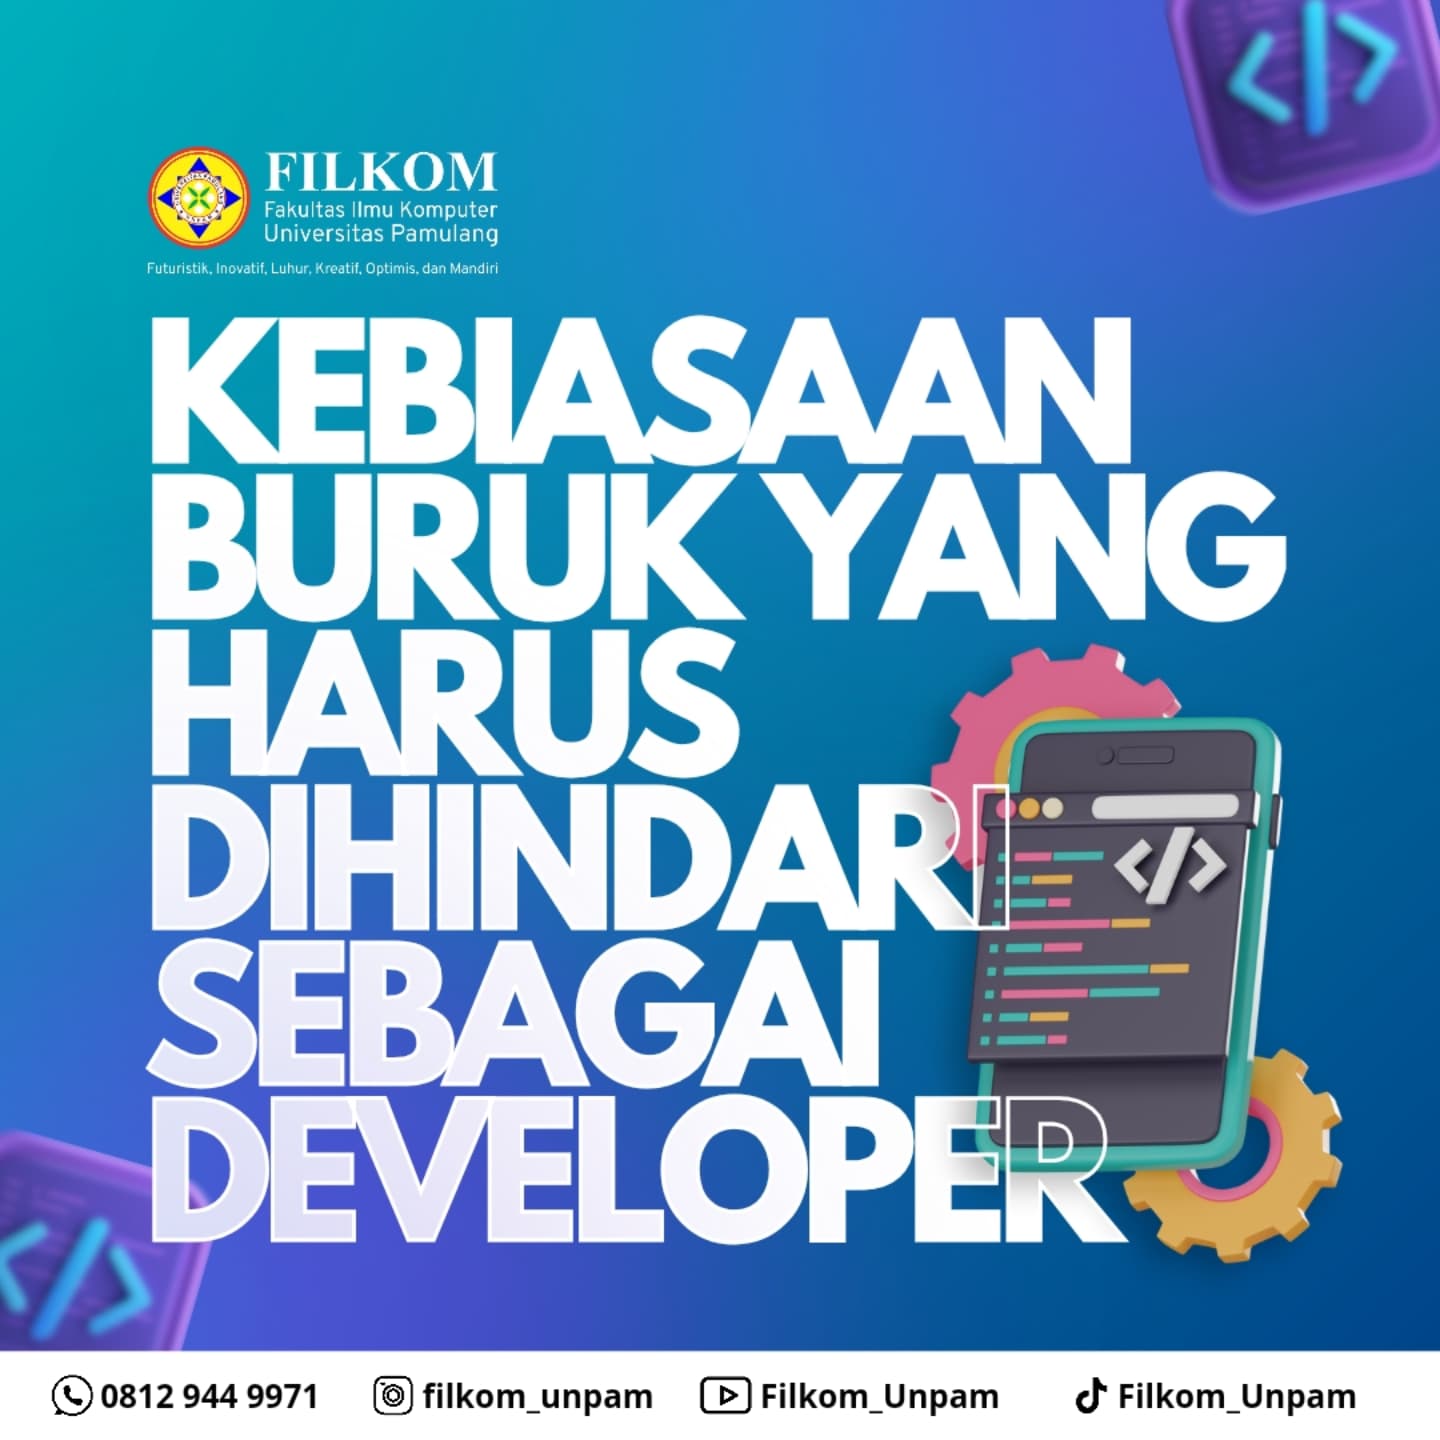 FILKOM
Fakultas Ilmu Komputer
Universitas Pamulang
Futuristik, Inovatif, Luhur, Kreatif, Optimis, dan Mandiri
KEBIASAAN
BURUK YANG
HARUS
DIHINDARI
SEBAGAI
DEVELOPER
0812 944 9971
filkom_unpam
Filkom_Unpam
Filkom_Unpam